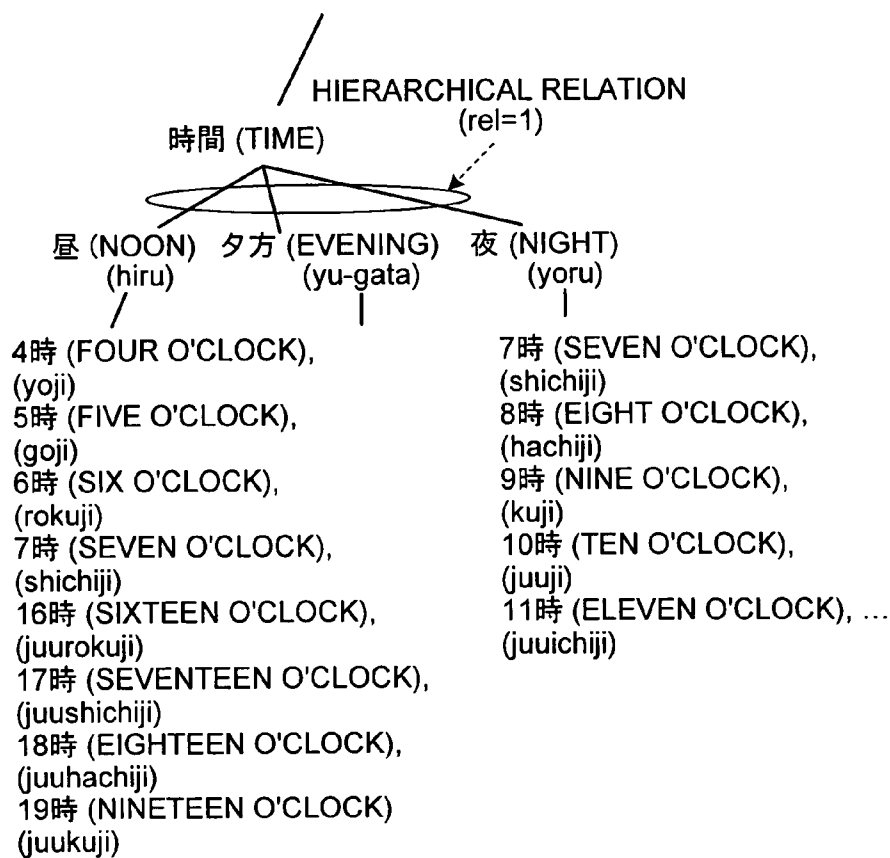 HIERARCHICAL RELATION
(rel=1)
時間 (TIME)
昼 (NOON)
(hiru)
夕方 (EVENING)
(yu-gata)
夜 (NIGHT)
(yoru)
4時 (FOUR O'CLOCK),
(yoji)
5時 (FIVE O'CLOCK),
(goji)
6時 (SIX O'CLOCK),
(rokuji)
7時 (SEVEN O'CLOCK),
(shichiji)
16時 (SIXTEEN O'CLOCK),
(juurokuji)
17時 (SEVENTEEN O'CLOCK),
(juushichiji)
18時 (EIGHTEEN O'CLOCK),
(juuhachiji)
19時 (NINETEEN O'CLOCK)
(juukuji)
7時 (SEVEN O'CLOCK),
(shichiji)
8時 (EIGHT O'CLOCK),
(hachiji)
9時 (NINE O'CLOCK),
(kuji)
10時 (TEN O'CLOCK),
(juuji)
11時 (ELEVEN O'CLOCK), ...
(juuichiji)